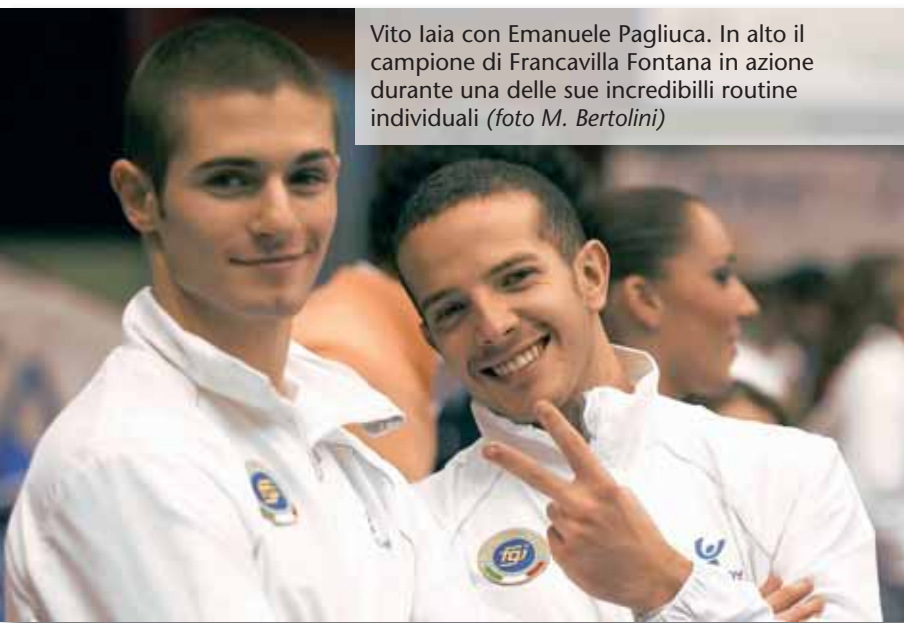 Vito Iaia con Emanuele Pagliuca. In alto il
campione di Francavilla Fontana in azione
durante una delle sue incredibilli routine
individuali (foto M. Bertolini)
fgi